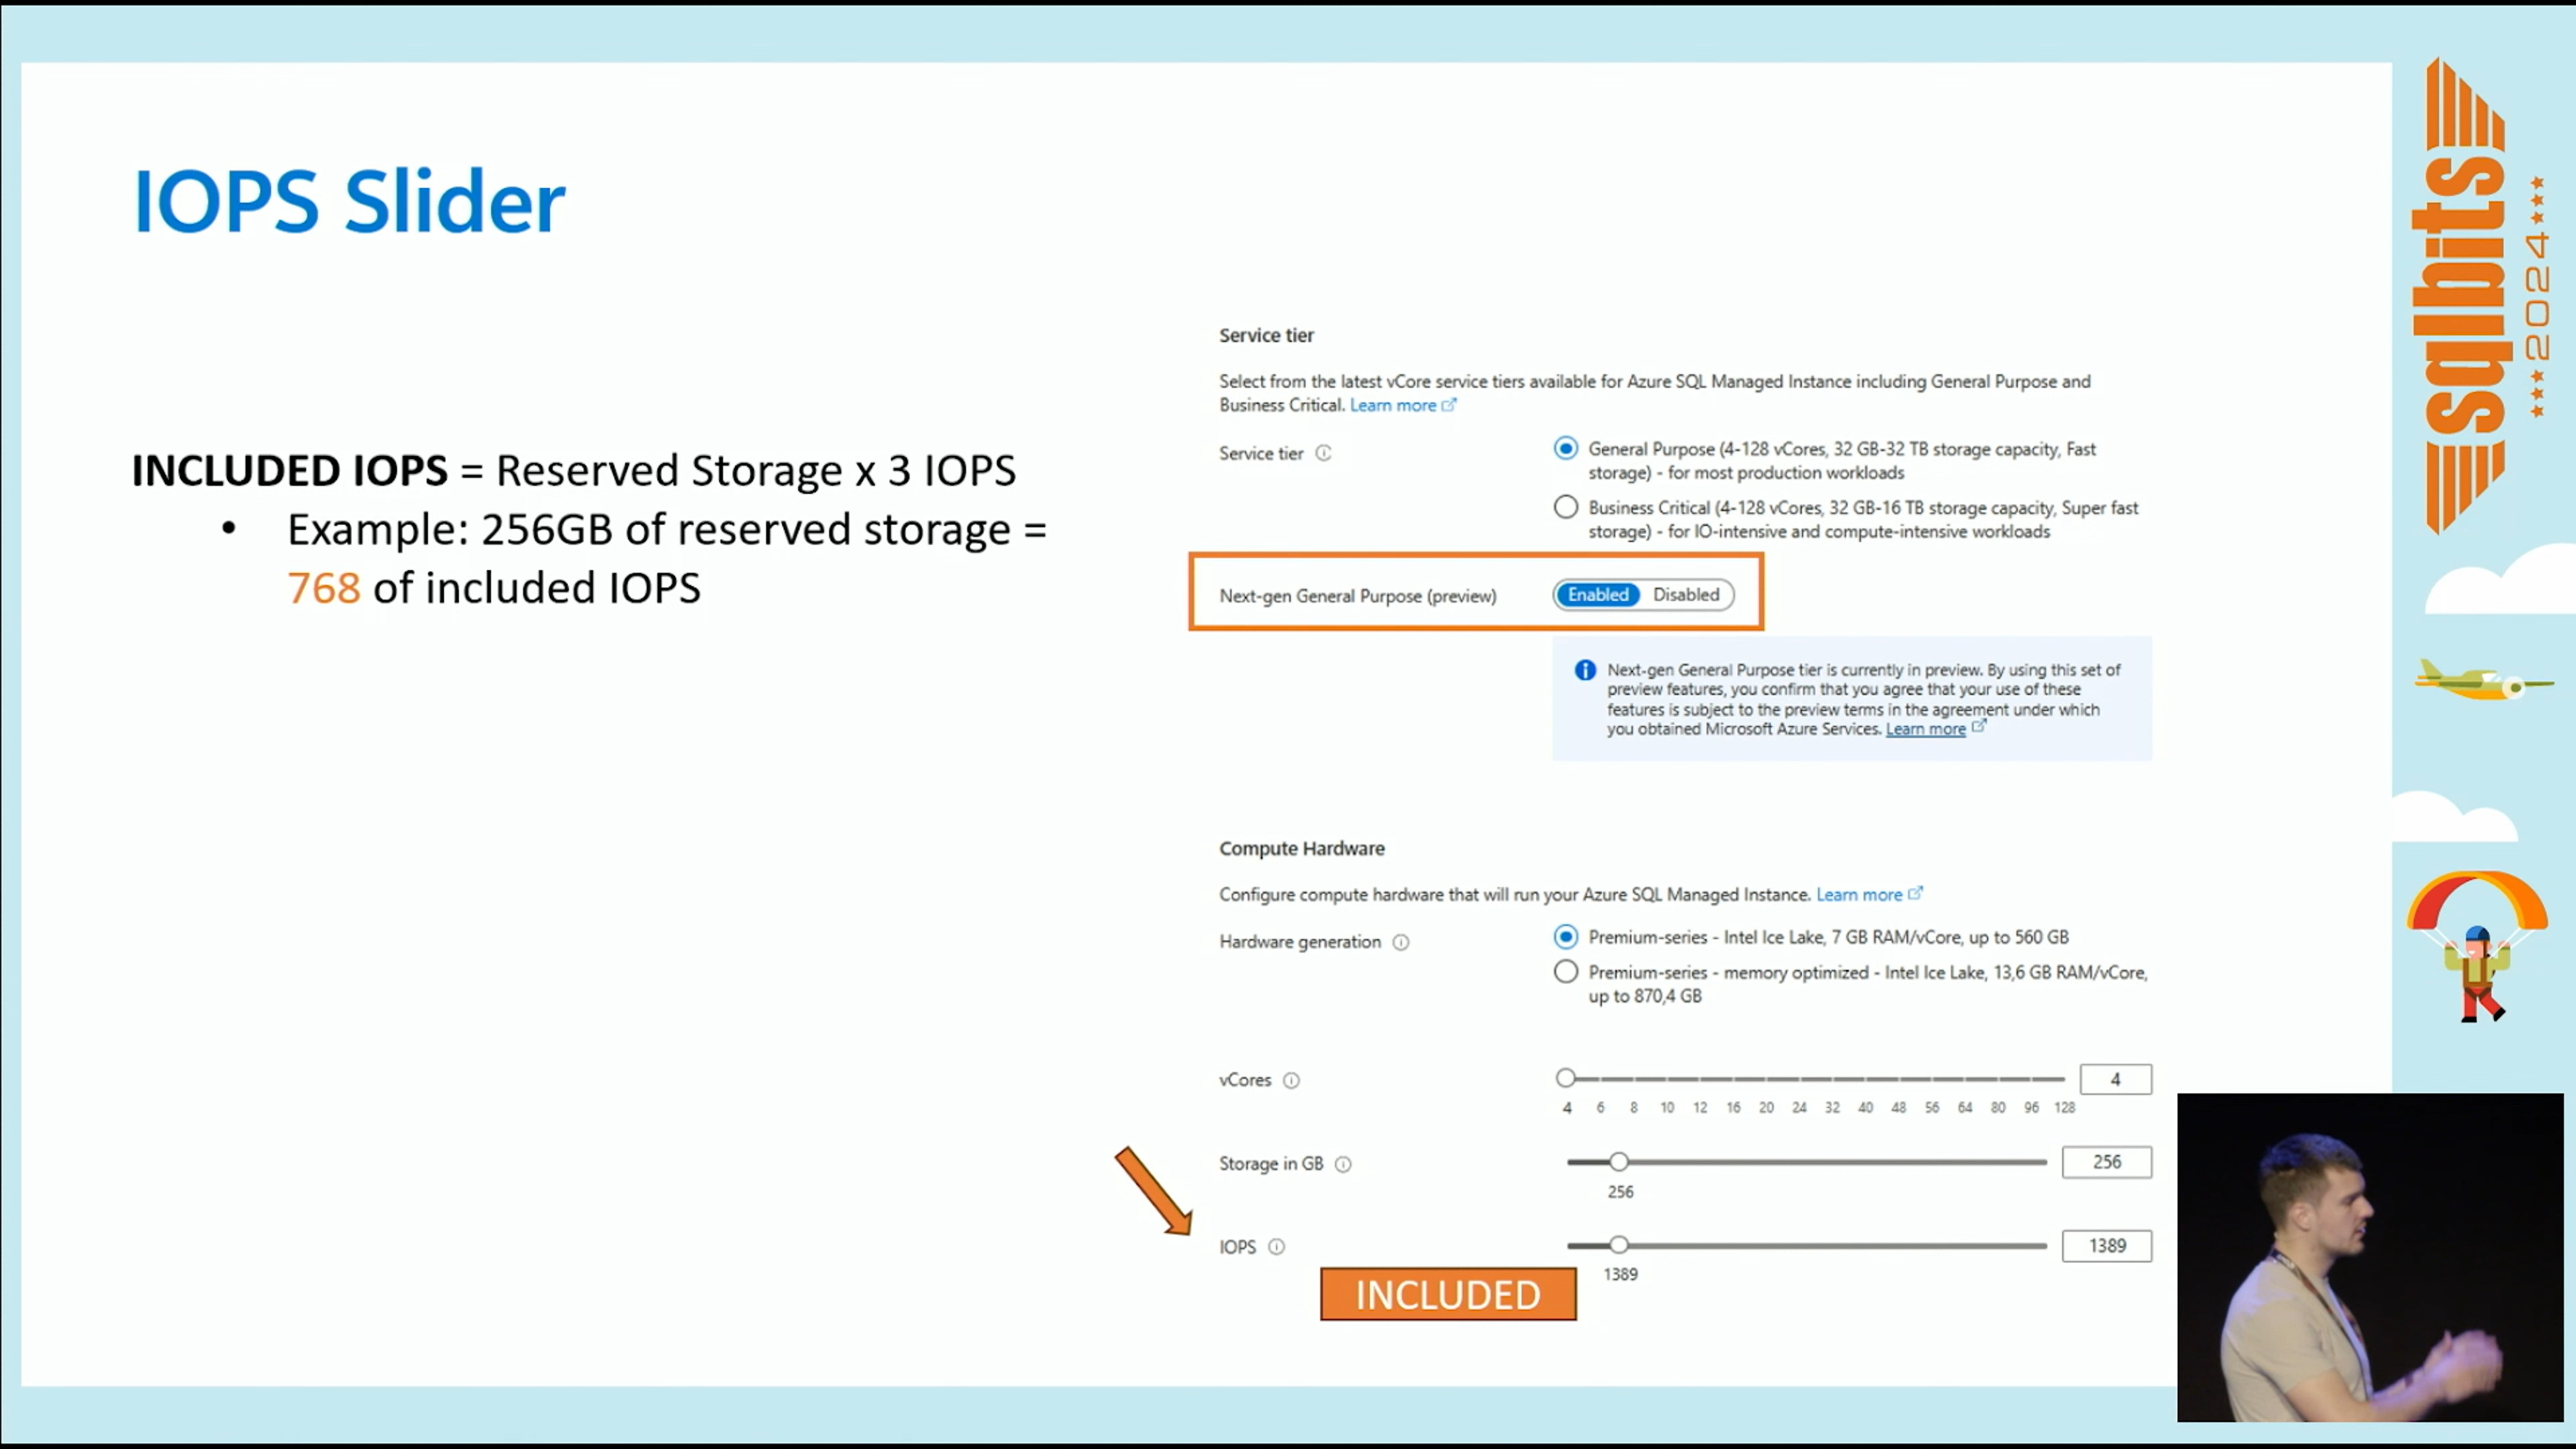 IOPS Slider
INCLUDED IOPS = Reserved Storage x 3 IOPS
• Example: 256GB of reserved storage =
768 of included IOPS
Service tier
Select from the latest vCore service tiers available for Azure SQL Managed Instance including General Purpose and
Business Critical. Learn more
Service tier
General Purpose (4-128 vCores, 32 GB-32 TB storage capacity, Fast
storage) - for most production workloads
Business Critical (4-128 vCores, 32 GB-16 TB storage capacity, Super fast
storage) - for IO-intensive and compute-intensive workloads
Next-gen General Purpose (preview) Enabled Disabled
Next-gen General Purpose tier is currently in preview. By using this set of
preview features, you confirm that you agree that your use of these
features is subject to the preview terms in the agreement under which
you obtained Microsoft Azure Services. Learn more
Compute Hardware
Configure compute hardware that will run your Azure SQL Managed Instance. Learn more
Hardware generation
Premium-series - Intel Ice Lake, 7 GB RAM/vCore, up to 560 GB
Premium-series - memory optimized - Intel Ice Lake, 13,6 GB RAM/vCore,
up to 870,4 GB
vCores 4
4 6 8 10 12 16 20 24 32 40 48 56 64 80 96 128
Storage in GB 256
256
IOPS 1389
1389
INCLUDED
sqlbits
2024